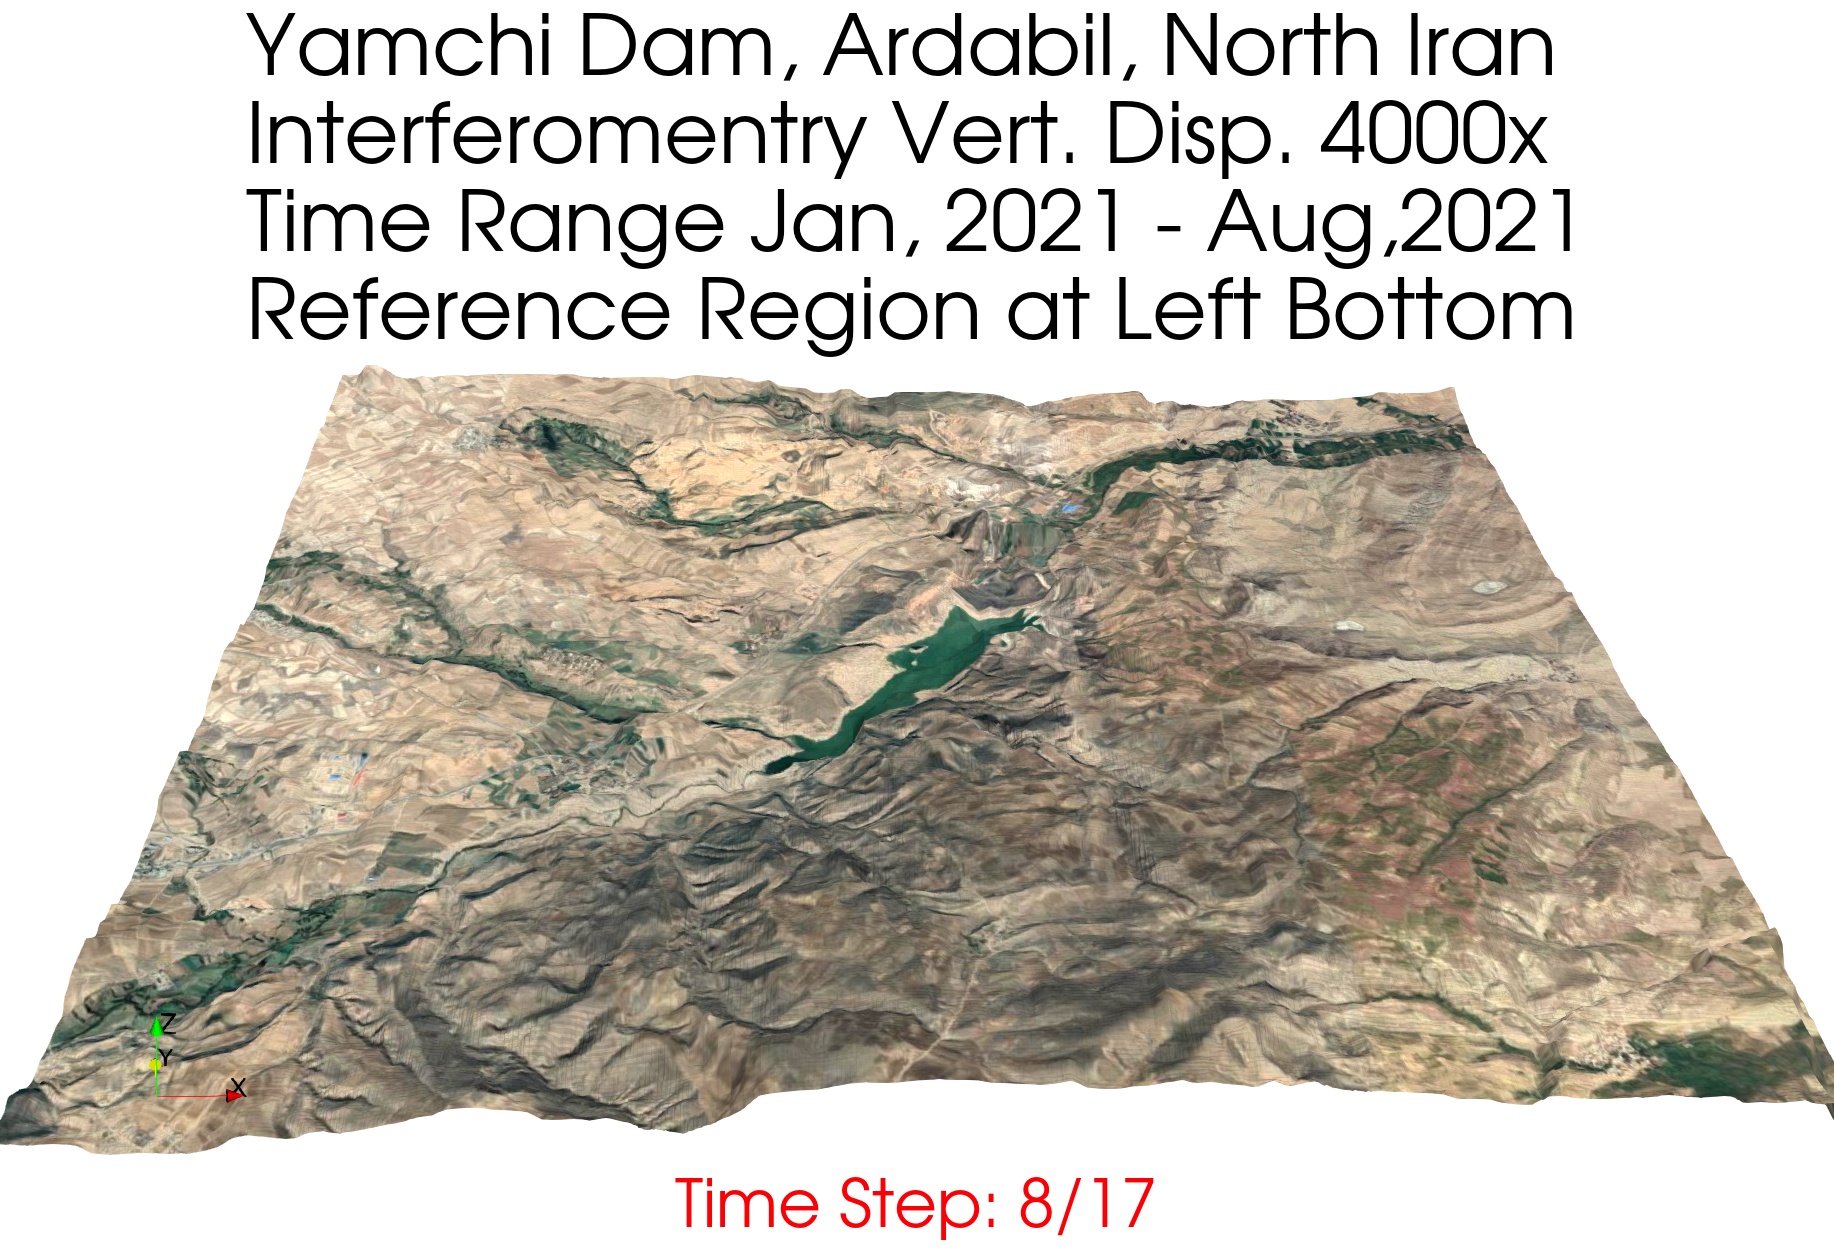 Yamchi Dam, Ardabil, North Iran
Interferomentry Vert. Disp. 4000x
Time Range Jan, 2021 - Aug,2021
Reference Region at Left Bottom
Z
Y
X
Time Step: 8/17